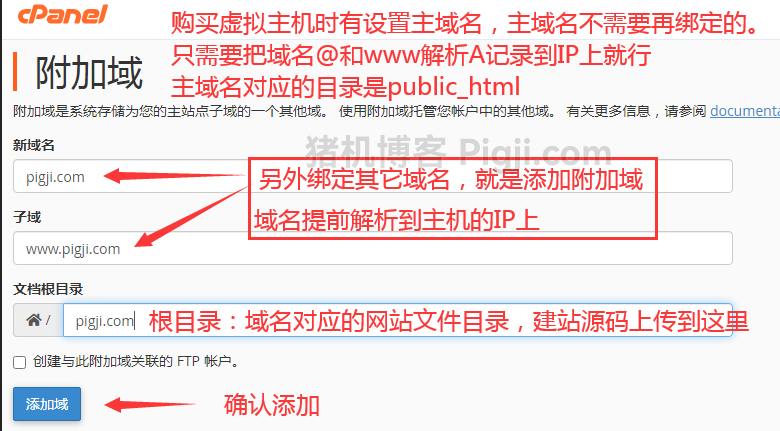 cPanel
购买虚拟主机时有设置主域名，主域名不需要再绑定的。
只需要把域名@和www解析A记录到IP上就行
附加域
主域名对应的目录是public_html
附加域是系统存储为您的主站点子域的一个其他域。 使用附加域托管您帐户中的其他域。 有关更多信息，请参阅 documenta
猪机博客 Pigji.com
新域名
pigji.com
另外绑定其它域名，就是添加附加域
域名提前解析到主机的IP上
子域
www.pigji.com
文档根目录
/
pigji.com
根目录：域名对应的网站文件目录，建站源码上传到这里
创建与此附加域关联的 FTP 帐户。
添加域
确认添加